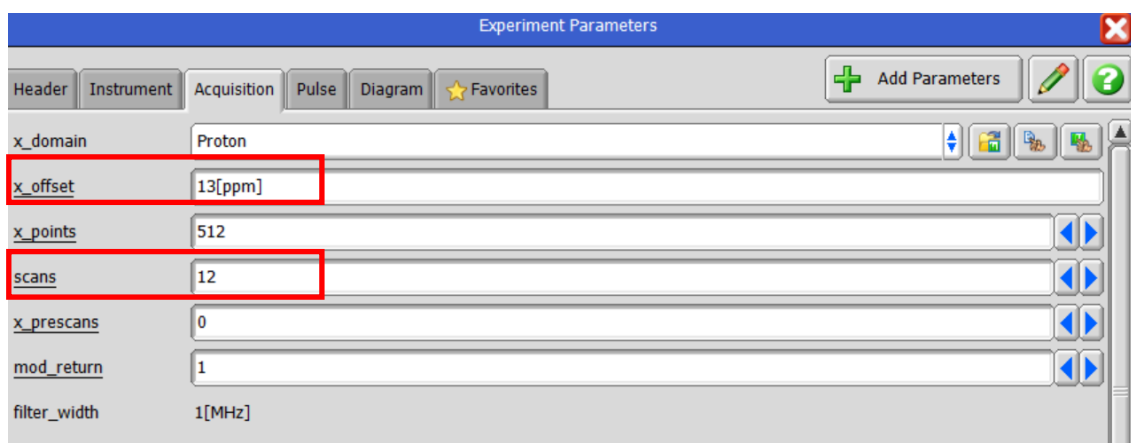 Experiment Parameters
Header Instrument Acquisition Pulse Diagram Favorites Add Parameters
x_domain Proton
x_offset 13[ppm]
x_points 512
scans 12
x_prescans 0
mod_return 1
filter_width 1[MHz]